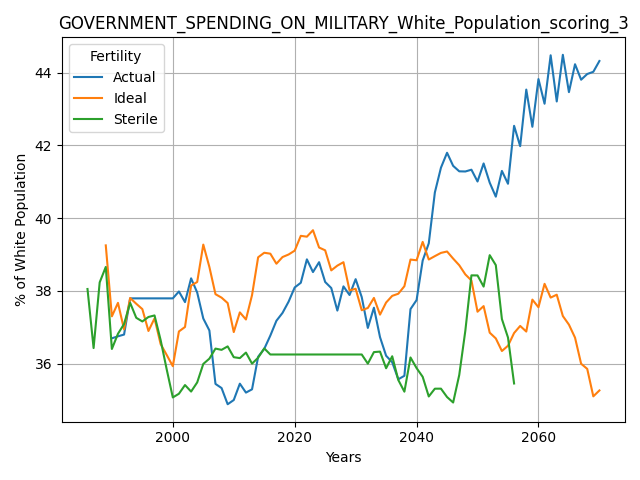 GOVERNMENT_SPENDING_ON_MILITARY_White_Population_scoring_3
Fertility
Actual
Ideal
Sterile
% of White Population
44
42
40
38
36
2000
2020
2040
2060
Years